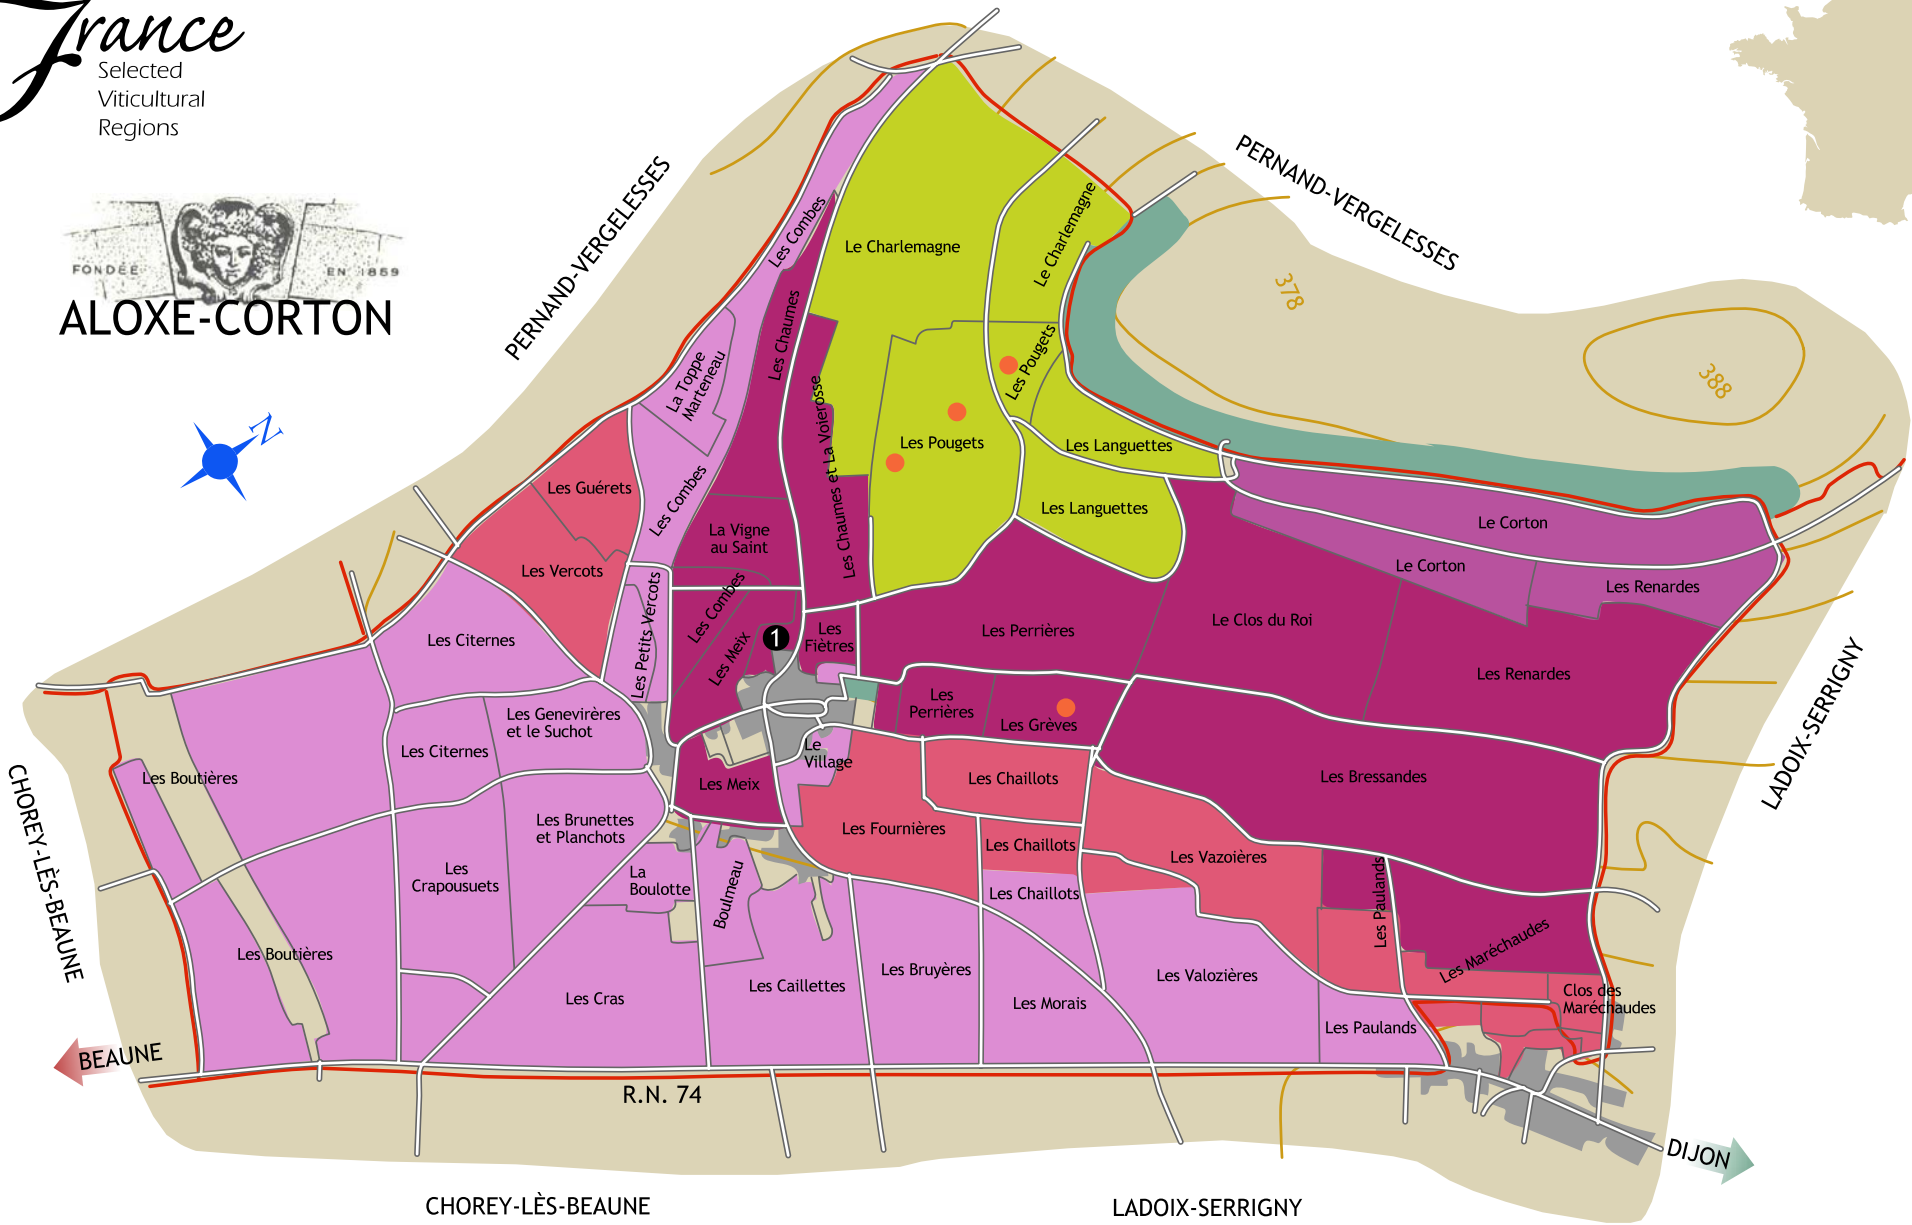 France
Selected
Viticultural
Regions
FONDÉE
EN 1859
ALOXE-CORTON
PERNAND-VERGELESSES
PERNAND-VERGELESSES
378
388
N
Les Combes
Le Charlemagne
Le Charlemagne
Les Chaumes
La Toppe
Marteneau
Les Pougets
Les Chaumes et La Voierosse
Les Pougets
Les Languettes
Les Languettes
Les Guérets
Les Combes
La Vigne
au Saint
Les Vercots
Le Corton
Le Corton
Les Renardes
Les Petits Vercots
Les Combes
Les Meix
1
Les
Fiètres
Les Perrières
Le Clos du Roi
Les Renardes
Les Citernes
Les Genevrières
et le Suchot
Les Citernes
Les
Perrières
Les Grèves
Le
Village
Les Boutières
Les Meix
Les Chaillots
Les Bressandes
LADOIX-SERRIGNY
CHOREY-LÈS-BEAUNE
Les Brunettes
et Planchots
Les Fournières
Les Chaillots
Les Vazoières
Les
Crapousuets
La
Boulotte
Boulmeau
Les Chaillots
Les Paulands
Les Maréchaudes
Les Boutières
Les Cras
Les Caillettes
Les Bruyères
Les Morais
Les Valozières
Les Paulands
Clos des
Maréchaudes
BEAUNE
R.N. 74
DIJON
CHOREY-LÈS-BEAUNE
LADOIX-SERRIGNY